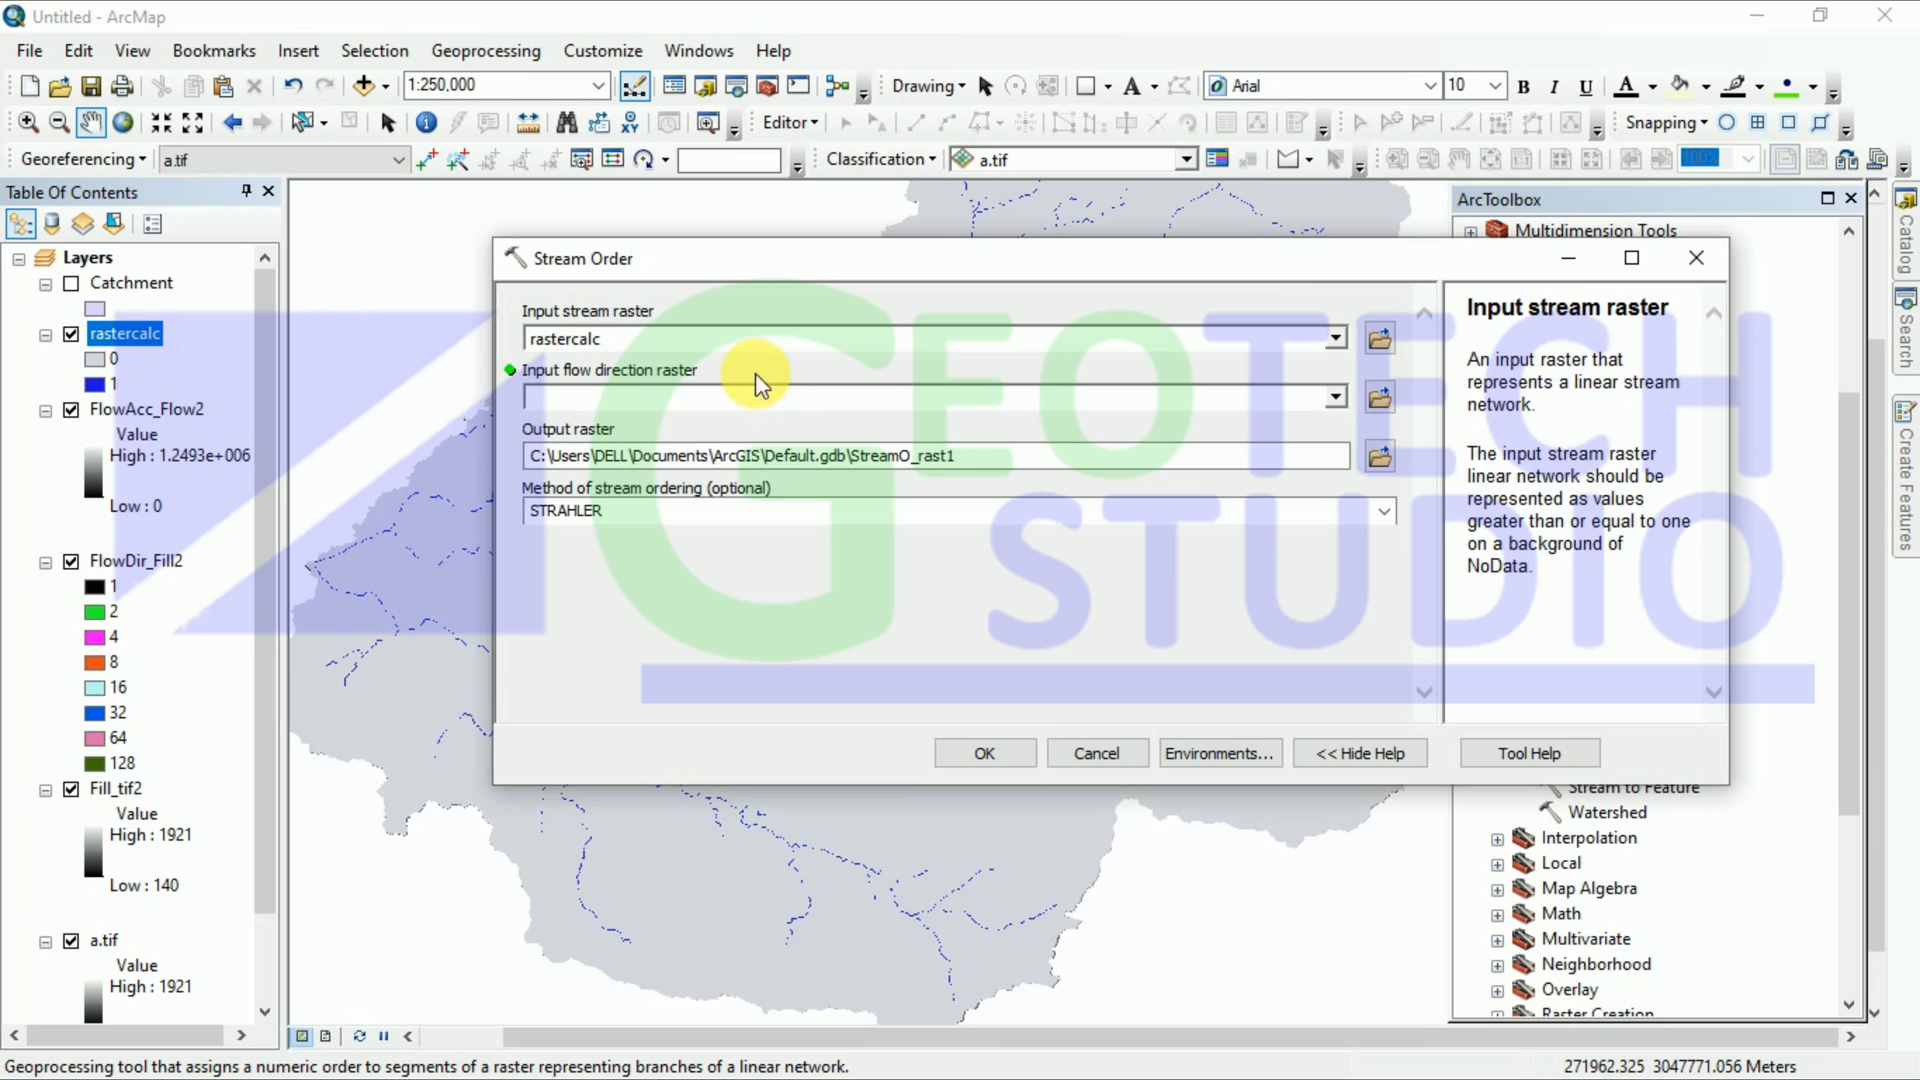 Untitled - ArcMap
File Edit View Bookmarks Insert Selection Geoprocessing Customize Windows Help
1:250,000 Drawing Arial 10 B I U A
Editor Snapping
Georeferencing a.tif Classification a.tif 100%
Table Of Contents
Layers
Catchment
rastercalc
0
1
FlowAcc_Flow2
Value
High : 1.2493e+006
Low : 0
FlowDir_Fill2
1
2
4
8
16
32
64
128
Fill_tif2
Value
High : 1921
Low : 140
a.tif
Value
High : 1921
Stream Order
Input stream raster
rastercalc
Input flow direction raster
Output raster
C:\Users\DELL\Documents\ArcGIS\Default.gdb\StreamO_rast1
Method of stream ordering (optional)
STRAHLER
OK Cancel Environments... << Hide Help Tool Help
Input stream raster
An input raster that
represents a linear stream
network.
The input stream raster
linear network should be
represented as values
greater than or equal to one
on a background of
NoData.
GEOTECH
STUDIO
ArcToolbox
Multidimension Tools
Stream to Feature
Watershed
Interpolation
Local
Map Algebra
Math
Multivariate
Neighborhood
Overlay
Raster Creation
Catalog
Search
Create Features
Geoprocessing tool that assigns a numeric order to segments of a raster representing branches of a linear network.
271962.325 3047771.056 Meters